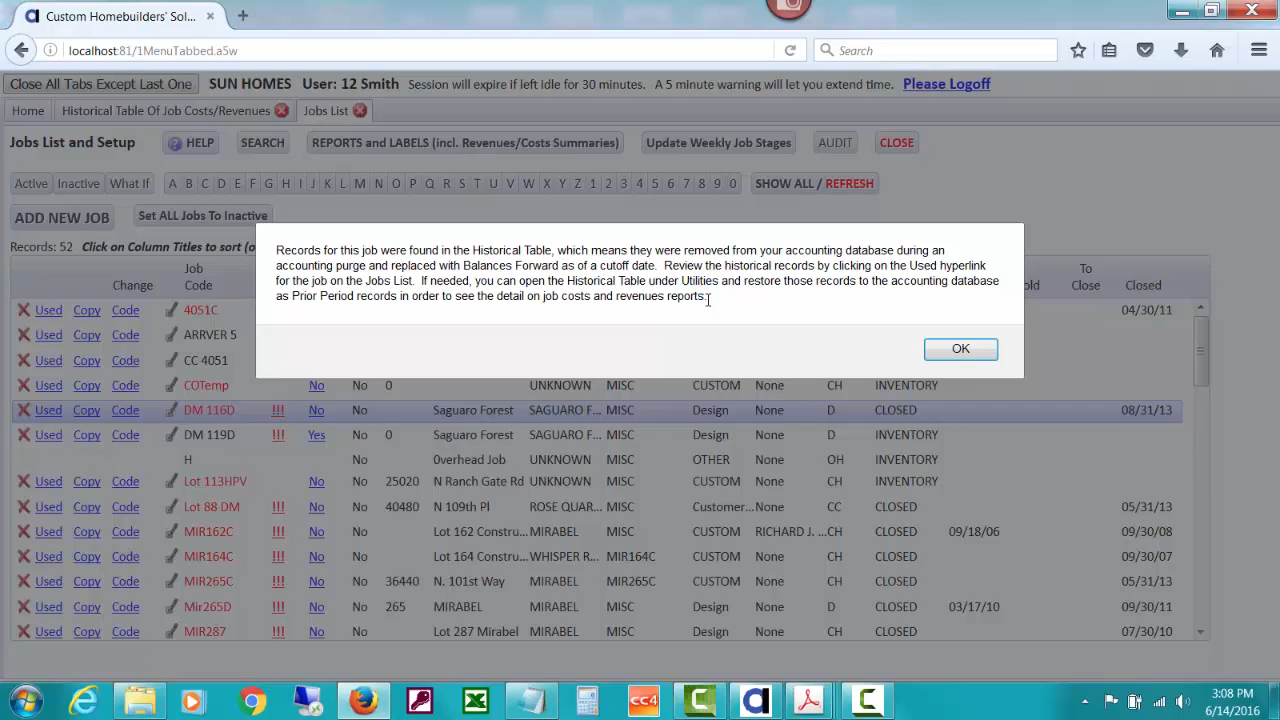 Custom Homebuilders' Sol... × +
localhost:81/1MenuTabbed.a5w
Search
Close All Tabs Except Last One SUN HOMES User: 12 Smith Session will expire if left idle for 30 minutes. A 5 minute warning will let you extend time. Please Logoff
Home Historical Table Of Job Costs/Revenues Jobs List
Jobs List and Setup ? HELP SEARCH REPORTS and LABELS (incl. Revenues/Costs Summaries) Update Weekly Job Stages AUDIT CLOSE
Active Inactive What If A B C D E F G H I J K L M N O P Q R S T U V W X Y Z 1 2 3 4 5 6 7 8 9 0 SHOW ALL / REFRESH
ADD NEW JOB Set ALL Jobs To Inactive
Records: 52 Click on Column Titles to sort (o
Records for this job were found in the Historical Table, which means they were removed from your accounting database during an
accounting purge and replaced with Balances Forward as of a cutoff date. Review the historical records by clicking on the Used hyperlink
for the job on the Jobs List. If needed, you can open the Historical Table under Utilities and restore those records to the accounting database
as Prior Period records in order to see the detail on job costs and revenues reports.
OK
Job To
Change Code old Close Closed
Used Copy Code 4051C 04/30/11
Used Copy Code ARRVER 5
Used Copy Code CC 4051
Used Copy Code COTemp No No 0 UNKNOWN MISC CUSTOM None CH INVENTORY
Used Copy Code DM 116D !!! No No Saguaro Forest SAGUARO F... MISC Design None D CLOSED 08/31/13
Used Copy Code DM 119D !!! Yes No 0 Saguaro Forest SAGUARO F... MISC Design None D INVENTORY
H No Overhead Job UNKNOWN MISC OTHER None OH INVENTORY
Used Copy Code Lot 113HPV No No 25020 N Ranch Gate Rd UNKNOWN MISC CUSTOM None CH INVENTORY
Used Copy Code Lot 88 DM !!! No No 40480 N 109th Pl ROSE QUAR... MISC Customer... None CC CLOSED 05/31/13
Used Copy Code MIR162C !!! No No Lot 162 Constru... MIRABEL MISC CUSTOM RICHARD J. ... CH CLOSED 09/18/06 09/30/08
Used Copy Code MIR164C !!! No No Lot 164 Constru... WHISPER R... MIR164C CUSTOM None CH CLOSED 09/30/07
Used Copy Code MIR265C !!! No No 36440 N. 101st Way MIRABEL MIR265C CUSTOM None CH CLOSED 05/31/13
Used Copy Code Mir265D !!! No No 265 MIRABEL MIRABEL MISC Design None D CLOSED 03/17/10 09/30/11
Used Copy Code MIR287 !!! No No Lot 287 Mirabel MIRABEL MISC Design None CH CLOSED 07/30/10
CC4 3:08 PM
6/14/2016